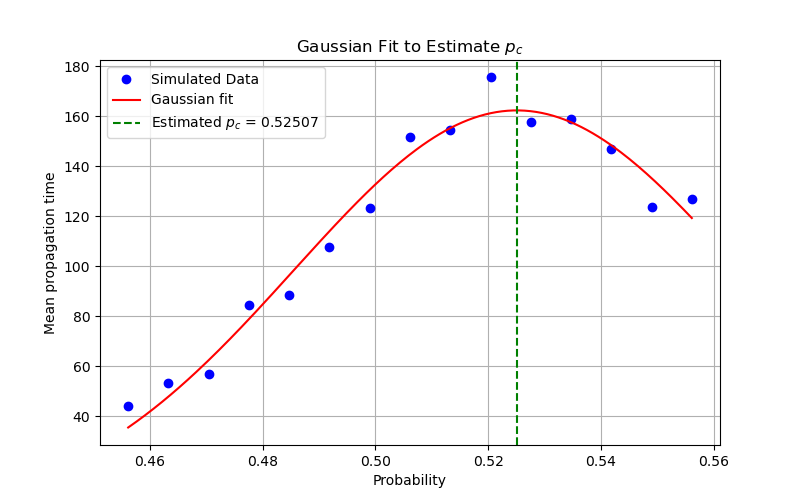 Gaussian Fit to Estimate $p_c$
Simulated Data
Gaussian fit
Estimated $p_c$ = 0.52507
Mean propagation time
180
160
140
120
100
80
60
40
0.46 0.48 0.50 0.52 0.54 0.56
Probability